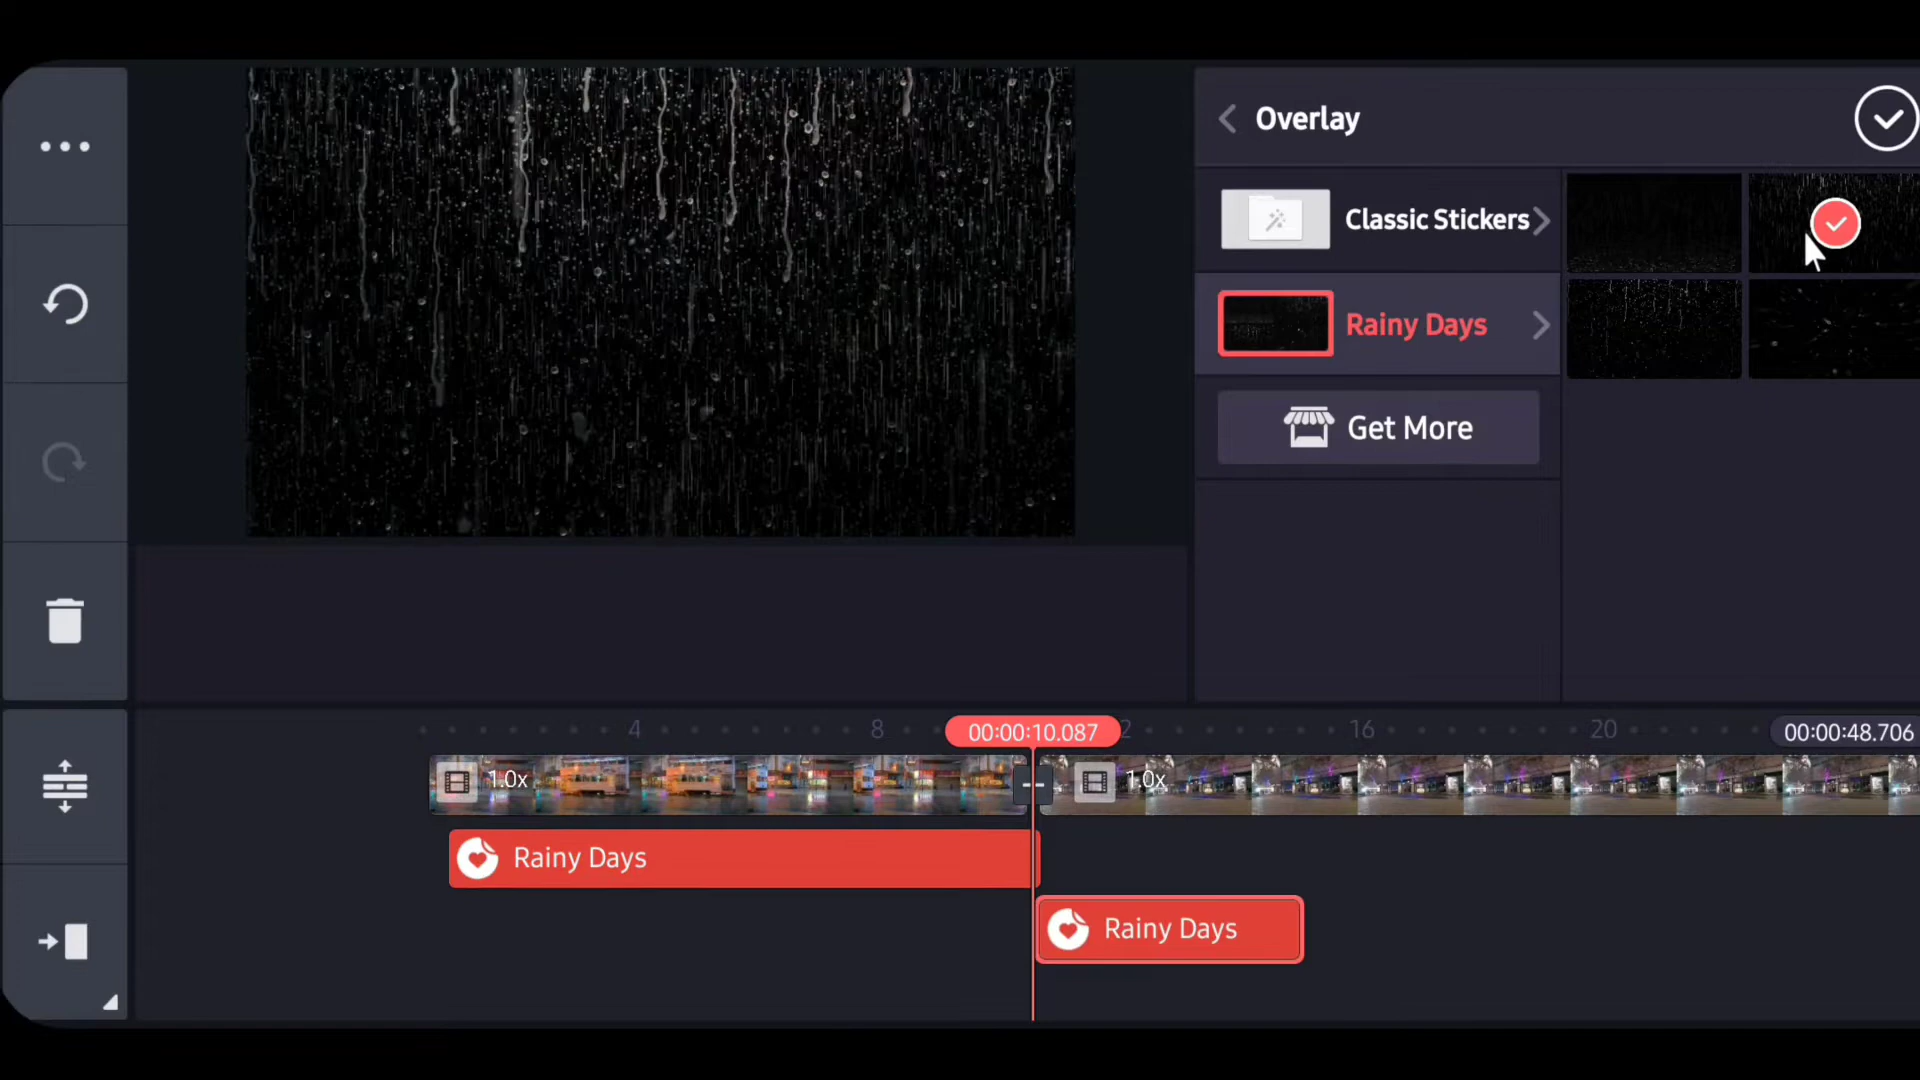 Overlay
Classic Stickers
Rainy Days
Get More
4
8
00:00:10.087
2
16
20
00:00:48.706
1.0x
1.0x
Rainy Days
Rainy Days